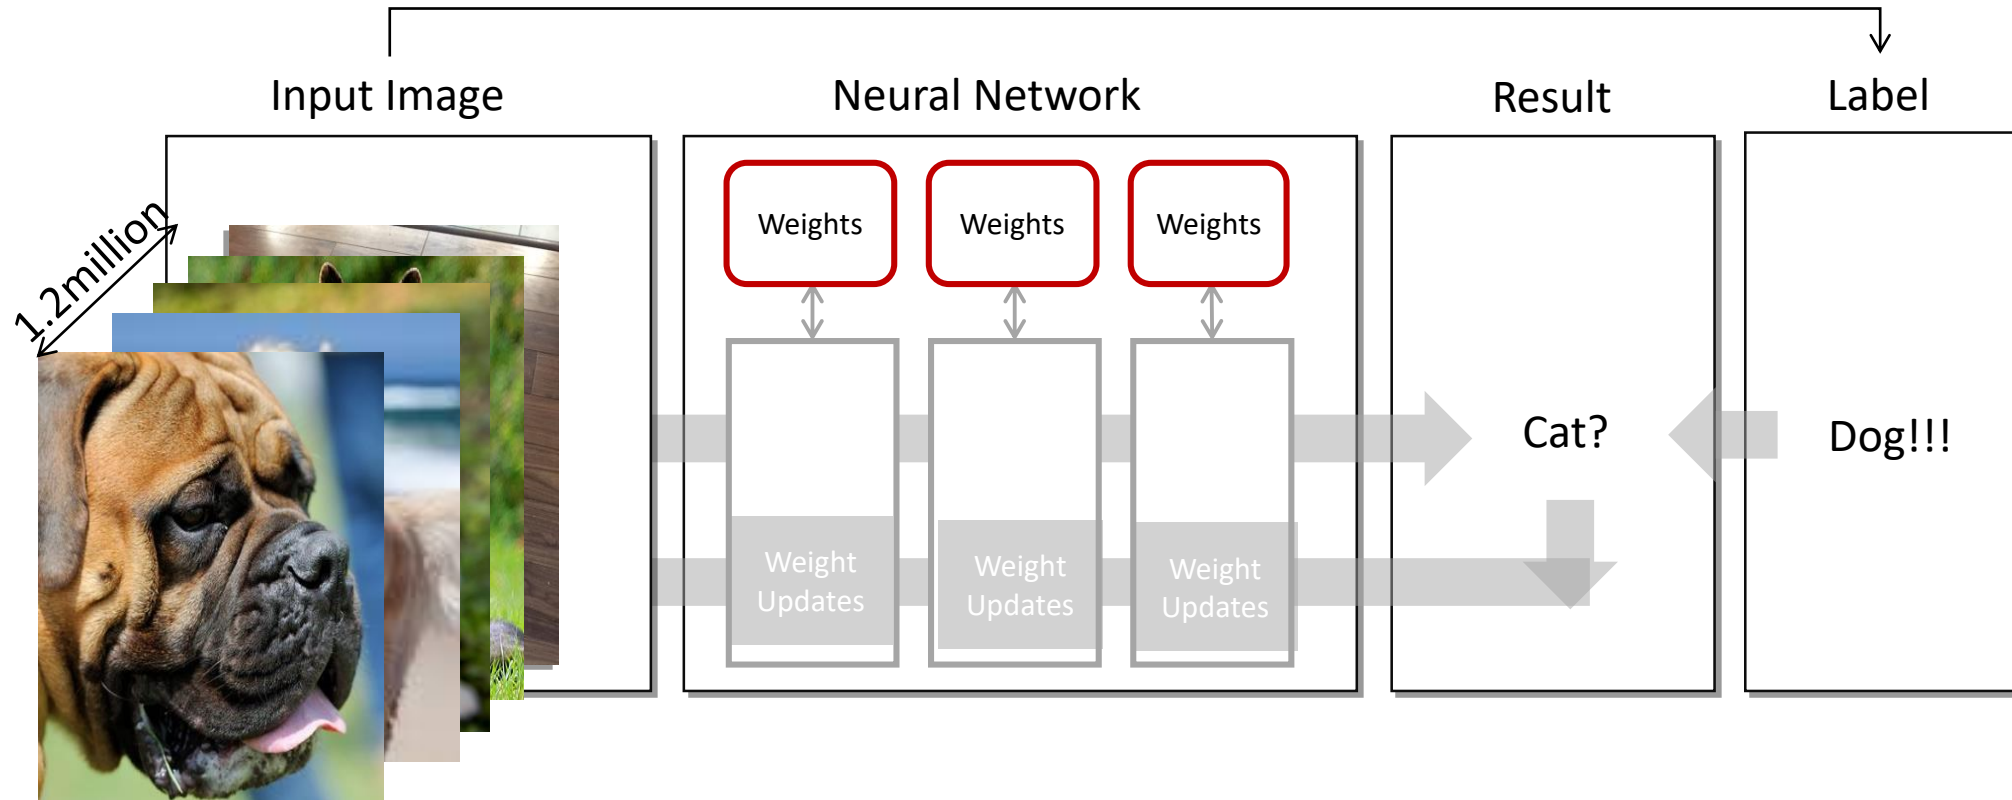 Input Image
Neural Network
Result
Label
1.2million
Weights
Weights
Weights
Cat?
Dog!!!
Weight
Updates
Weight
Updates
Weight
Updates